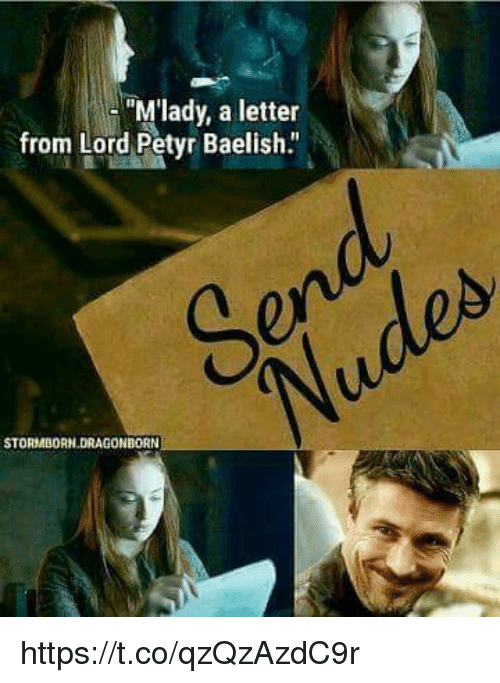 - "M'lady, a letter
from Lord Petyr Baelish."
Send
Nudes
STORMBORN.DRAGONBORN
https://t.co/qzQzAzdC9r